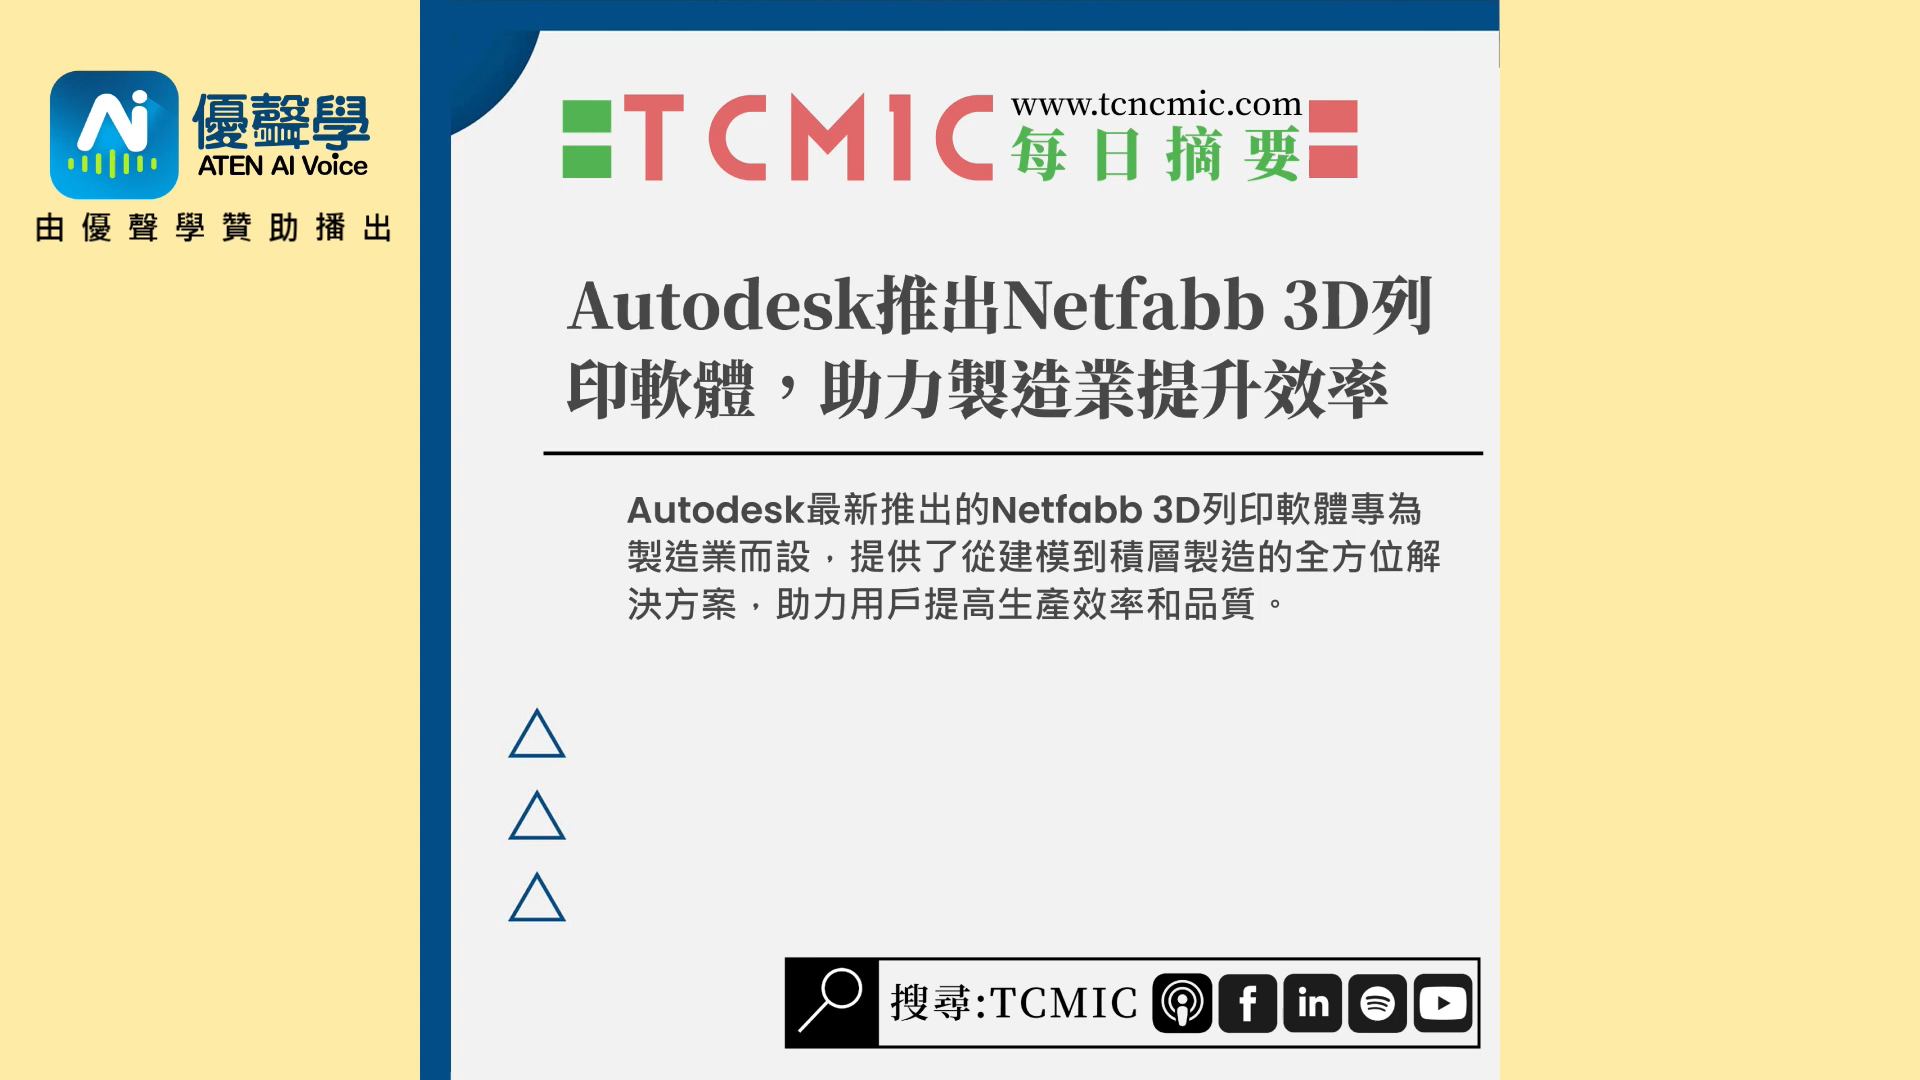 優聲學
ATEN AI Voice
由優聲學贊助播出
TCMIC
www.tcncmic.com
每日摘要
Autodesk推出Netfabb 3D列
印軟體，助力製造業提升效率
Autodesk最新推出的Netfabb 3D列印軟體專為
製造業而設，提供了從建模到積層製造的全方位解
決方案，助力用戶提高生產效率和品質。
搜尋:TCMIC